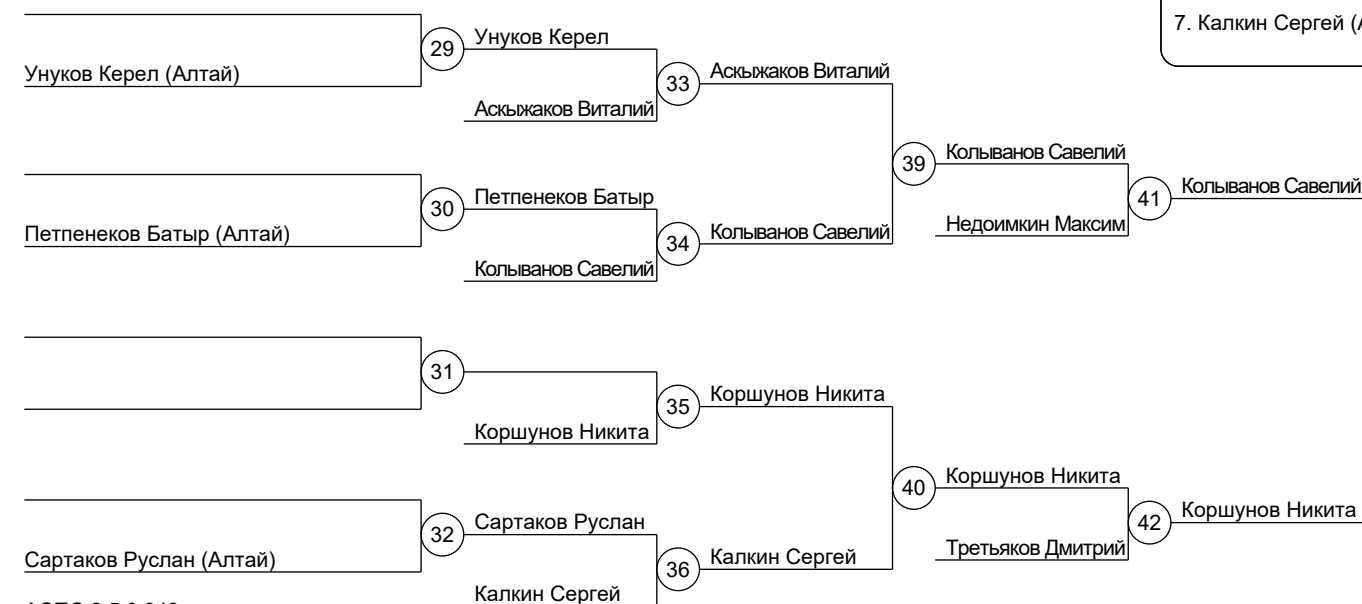 7. Калкин Сергей (А
29
Унуков Керел
Унуков Керел (Алтай)
33
Аскыжаков Виталий
Аскыжаков Виталий
39
Колыванов Савелий
41
Колыванов Савелий
Недоимкин Максим
30
Петпенеков Батыр
Петпенеков Батыр (Алтай)
34
Колыванов Савелий
Колыванов Савелий
31
35
Коршунов Никита
Коршунов Никита
40
Коршунов Никита
42
Коршунов Никита
Третьяков Дмитрий
32
Сартаков Руслан
Сартаков Руслан (Алтай)
36
Калкин Сергей
Калкин Сергей